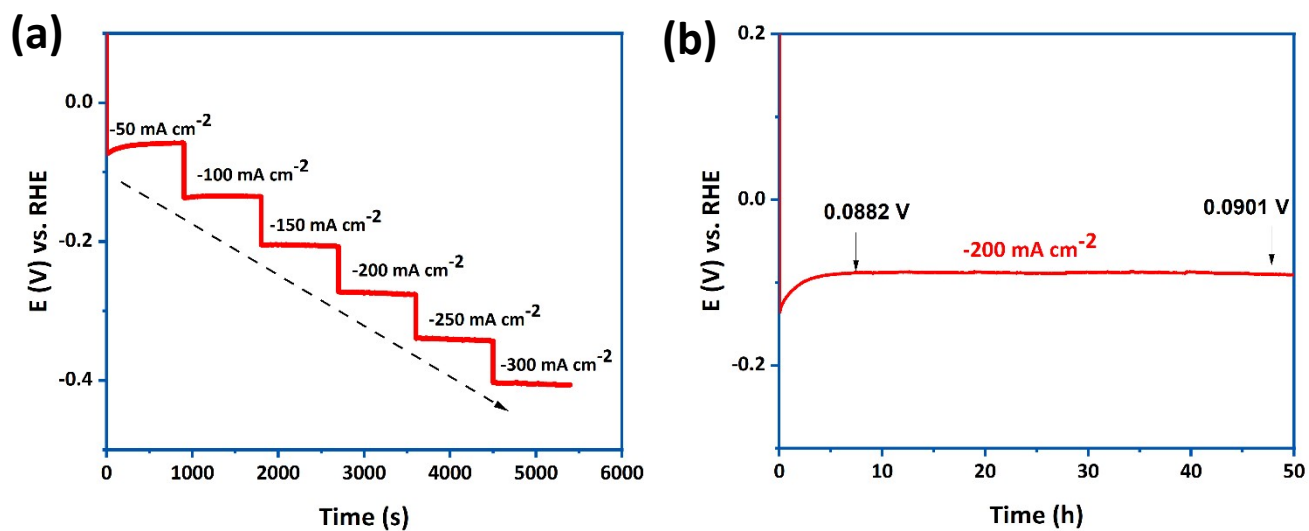 (a)
E (V) vs. RHE
0.0
-0.2
-0.4
-50 mA cm-2
-100 mA cm-2
-150 mA cm-2
-200 mA cm-2
-250 mA cm-2
-300 mA cm-2
0 1000 2000 3000 4000 5000 6000
Time (s)
(b)
E (V) vs. RHE
0.2
0.0
-0.2
0.0882 V
0.0901 V
-200 mA cm-2
0 10 20 30 40 50
Time (h)